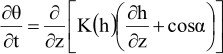 ∂θ/∂t = ∂/∂z [K(h)(∂h/∂z + cosα)]